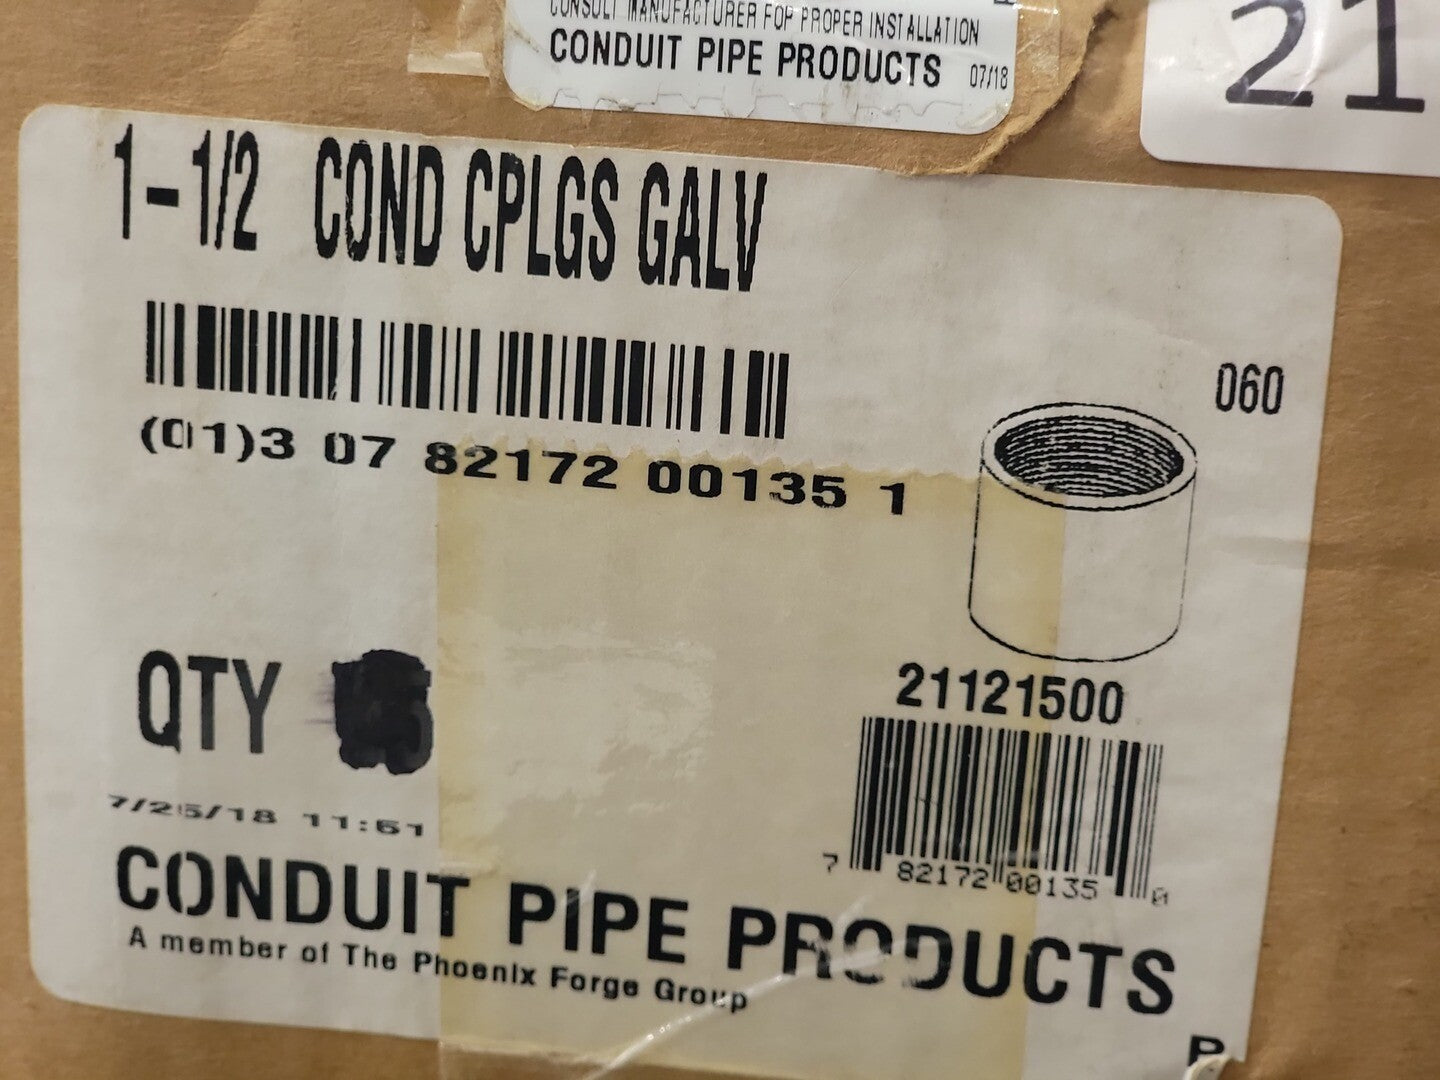 CONSULT MANUFACTURER FOR PROPER INSTALLATION
CONDUIT PIPE PRODUCTS 07/18
21
1-1/2 COND CPLGS GALV
(01)3 07 82172 00135 1
060
QTY
21121500
7 82172 00135 0
7/25/18 11:51
CONDUIT PIPE PRODUCTS
A member of The Phoenix Forge Group